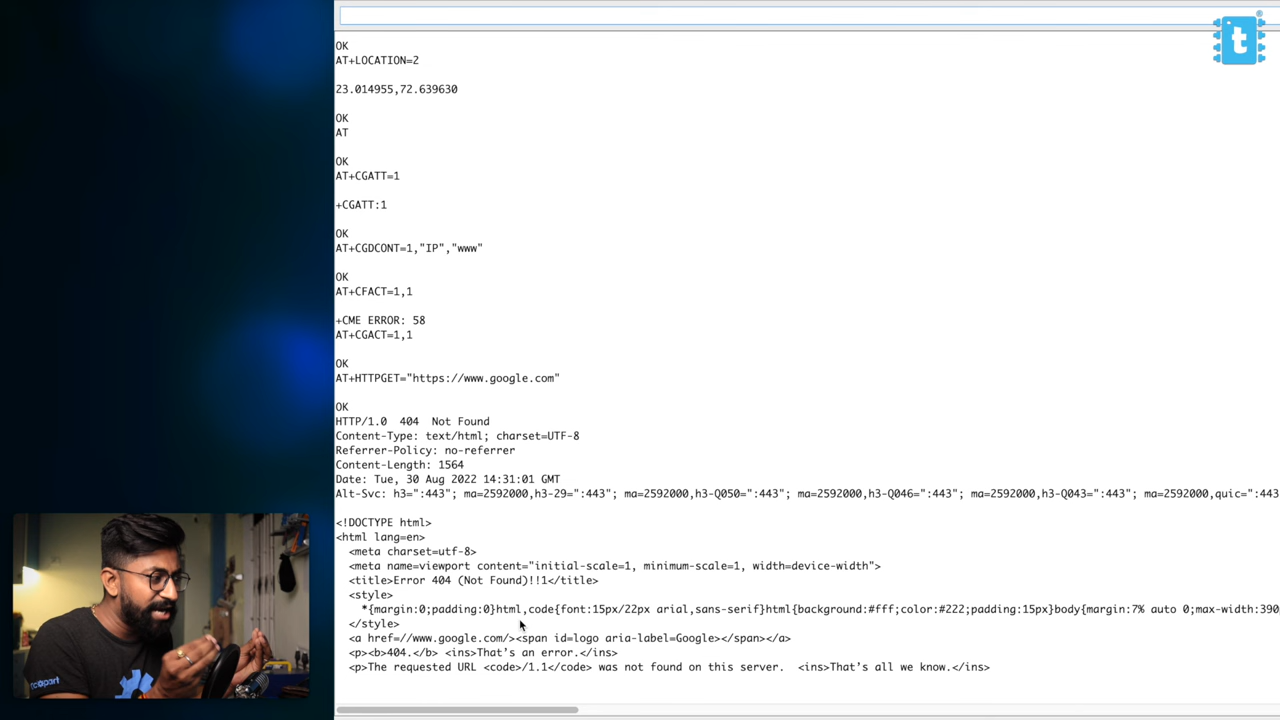 OK
AT+LOCATION=2
23.014955,72.639630
OK
AT
OK
AT+CGATT=1
+CGATT:1
OK
AT+CGDCONT=1,"IP","www"
OK
AT+CFACT=1,1
+CME ERROR: 58
AT+CGACT=1,1
OK
AT+HTTPGET="https://www.google.com"
OK
HTTP/1.0  404  Not Found
Content-Type: text/html; charset=UTF-8
Referrer-Policy: no-referrer
Content-Length: 1564
Date: Tue, 30 Aug 2022 14:31:01 GMT
Alt-Svc: h3=":443"; ma=2592000,h3-29=":443"; ma=2592000,h3-Q050=":443"; ma=2592000,h3-Q046=":443"; ma=2592000,h3-Q043=":443"; ma=2592000,quic=":443
<!DOCTYPE html>
<html lang=en>
<meta charset=utf-8>
<meta name=viewport content="initial-scale=1, minimum-scale=1, width=device-width">
<title>Error 404 (Not Found)!!1</title>
<style>
*{margin:0;padding:0}html,code{font:15px/22px arial,sans-serif}html{background:#fff;color:#222;padding:15px}body{margin:7% auto 0;max-width:390
</style>
<a href=//www.google.com/><span id=logo aria-label=Google></span></a>
<p><b>404.</b> <ins>That's an error.</ins>
<p>The requested URL <code>/1.1</code> was not found on this server.  <ins>That's all we know.</ins>
t